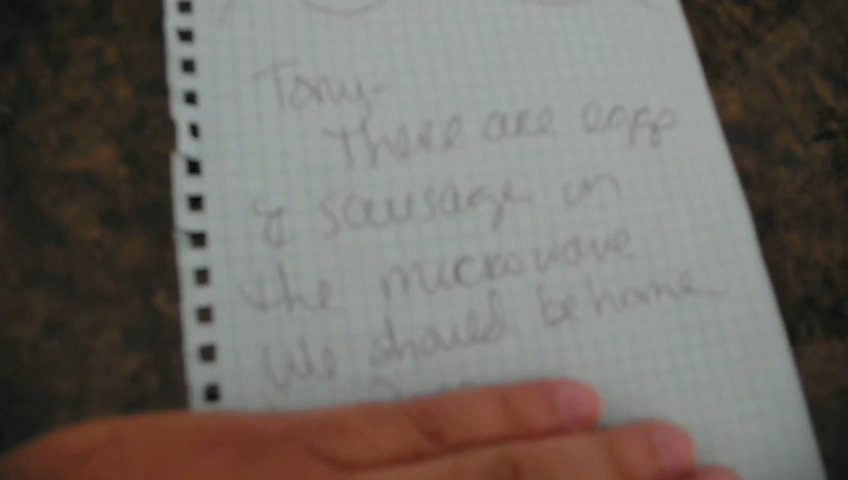 Tony-
There are eggs
& sausage in
the microwave
We should be home